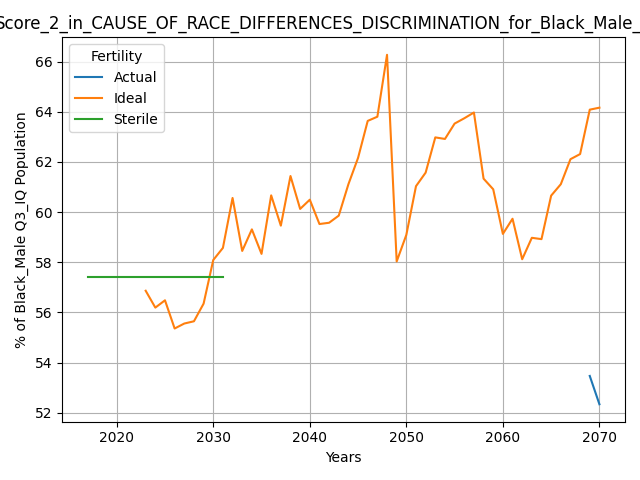 Score_2_in_CAUSE_OF_RACE_DIFFERENCES_DISCRIMINATION_for_Black_Male_
Fertility
Actual
Ideal
Sterile
% of Black_Male Q3_IQ Population
66
64
62
60
58
56
54
52
2020 2030 2040 2050 2060 2070
Years